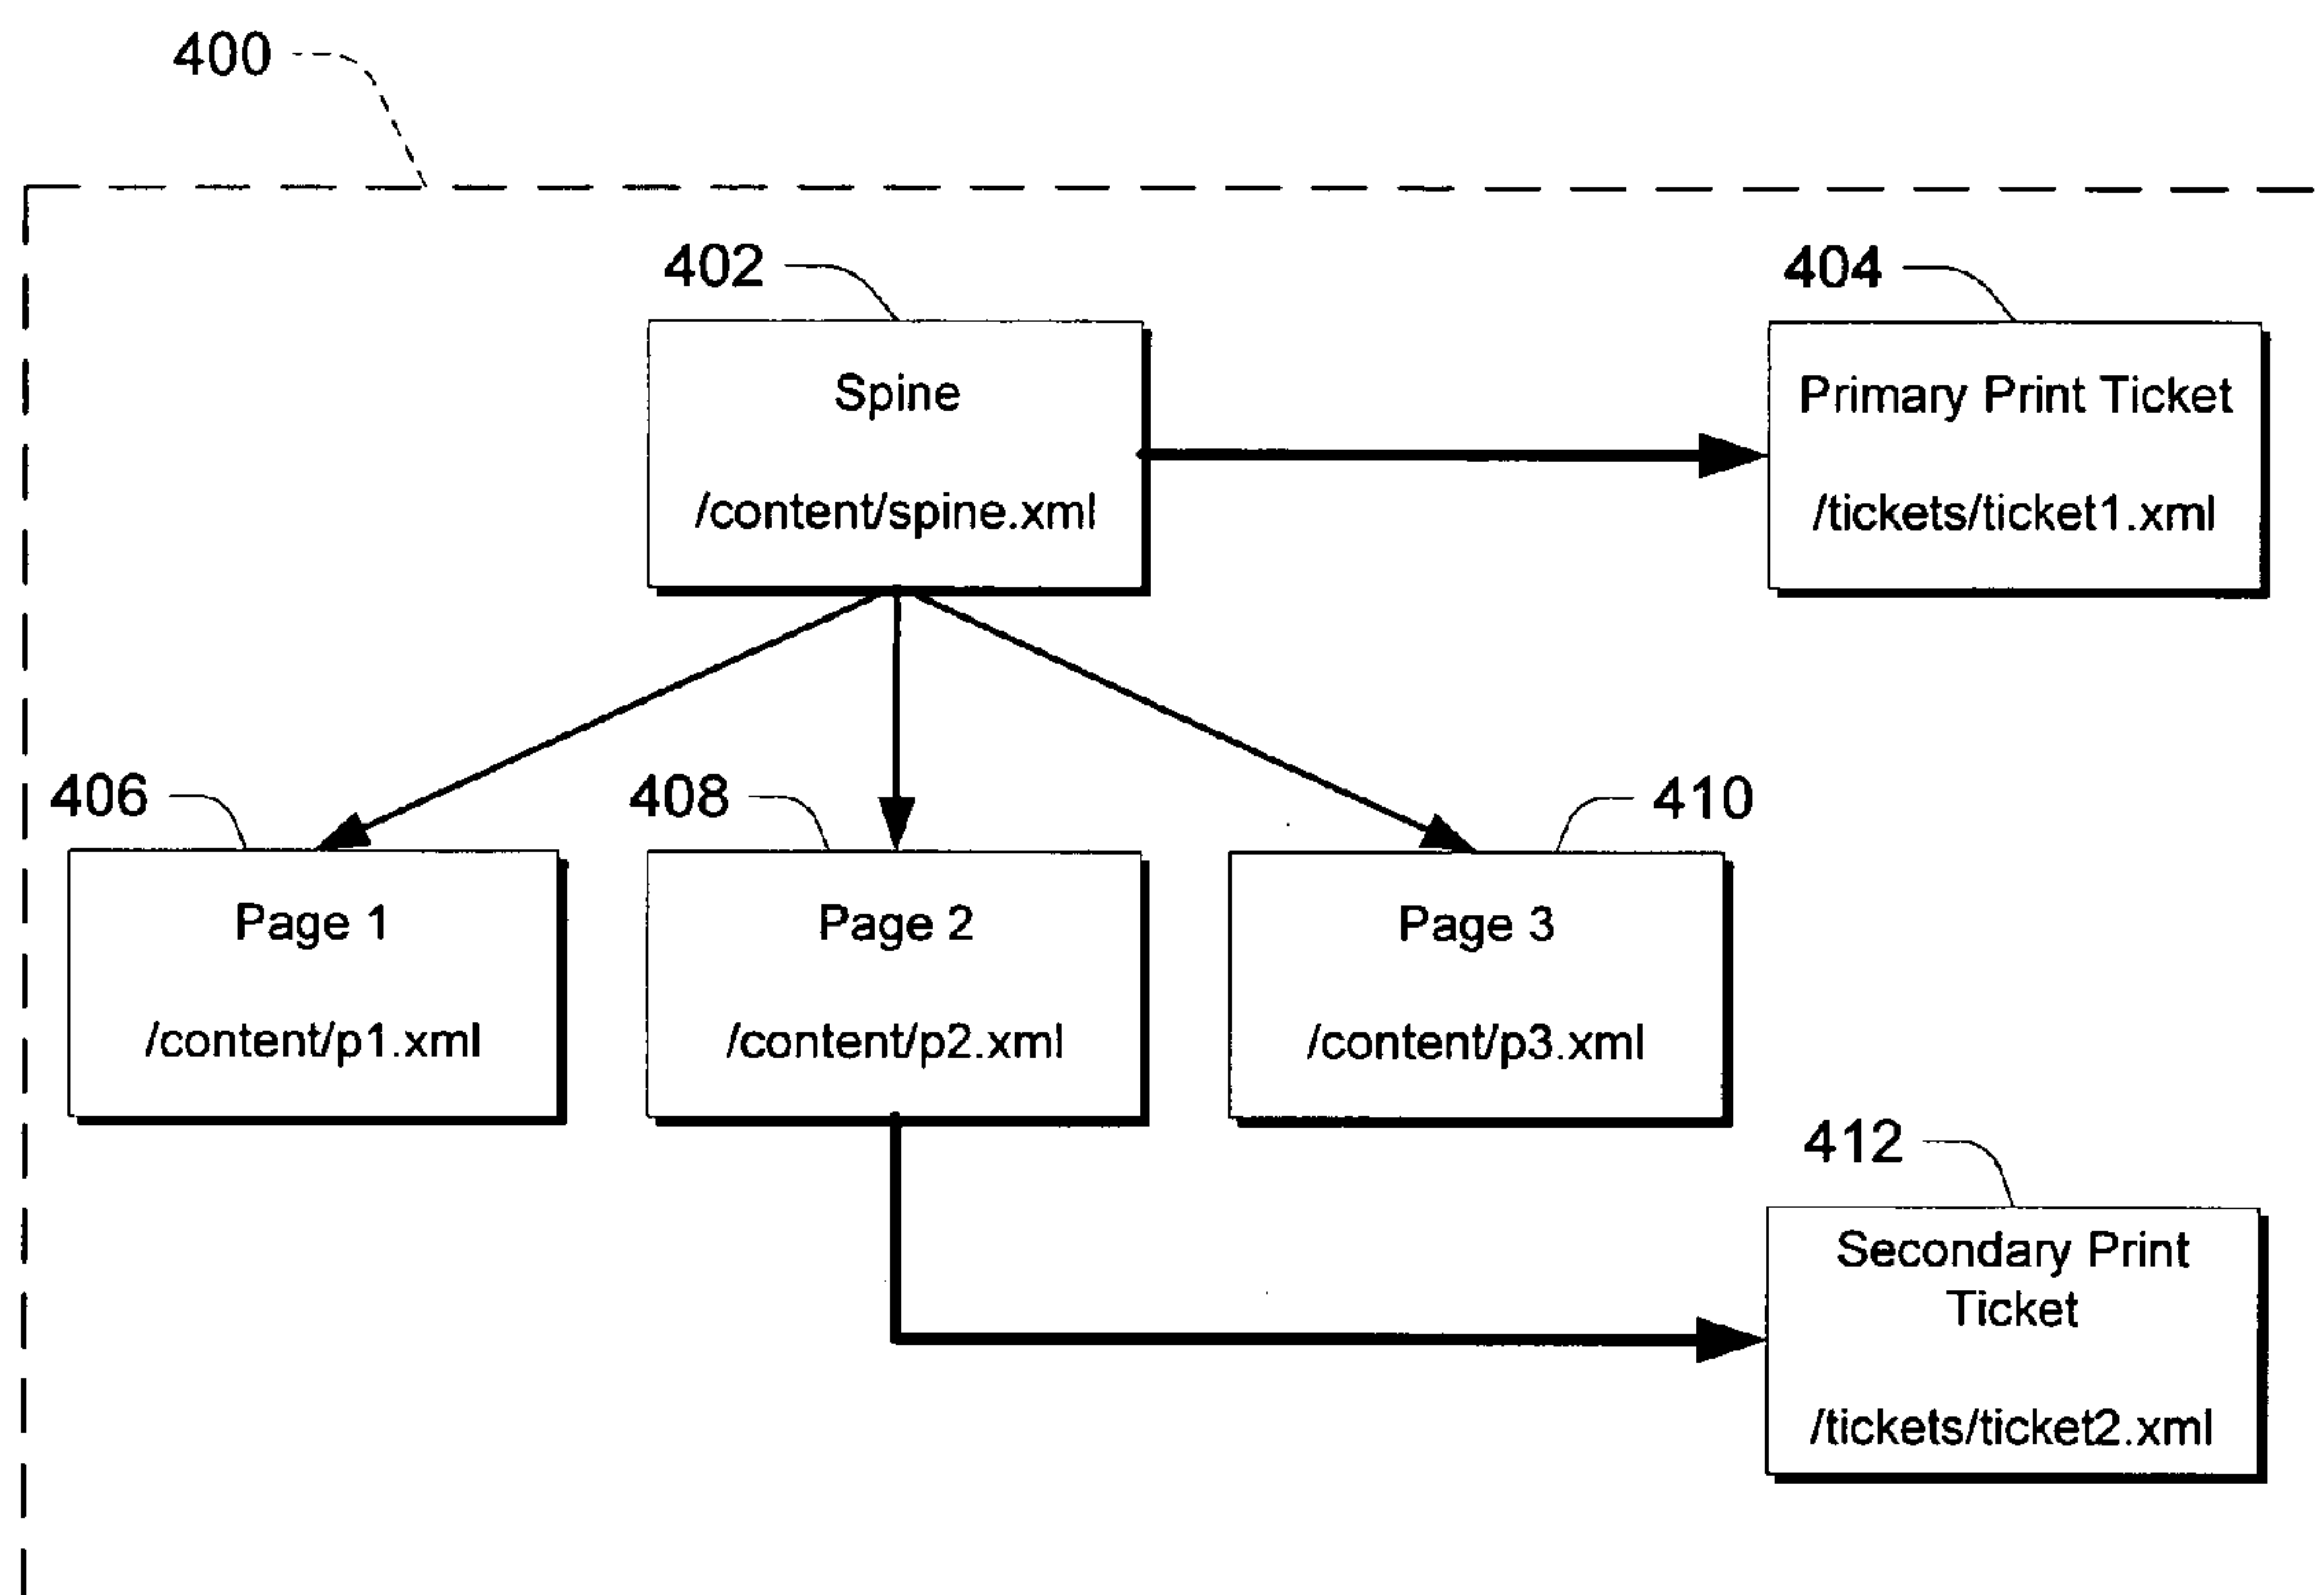 400
402
404
Spine
/content/spine.xml
Primary Print Ticket
/tickets/ticket1.xml
406
408
410
Page 1
/content/p1.xml
Page 2
/content/p2.xml
Page 3
/content/p3.xml
412
Secondary Print
Ticket
/tickets/ticket2.xml